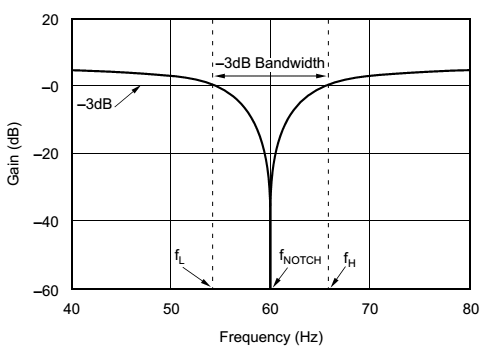 20
–3dB Bandwidth
–0
–3dB
Gain (dB)
–20
–40
fL
fNOTCH
fH
–60
40
50
60
70
80
Frequency (Hz)